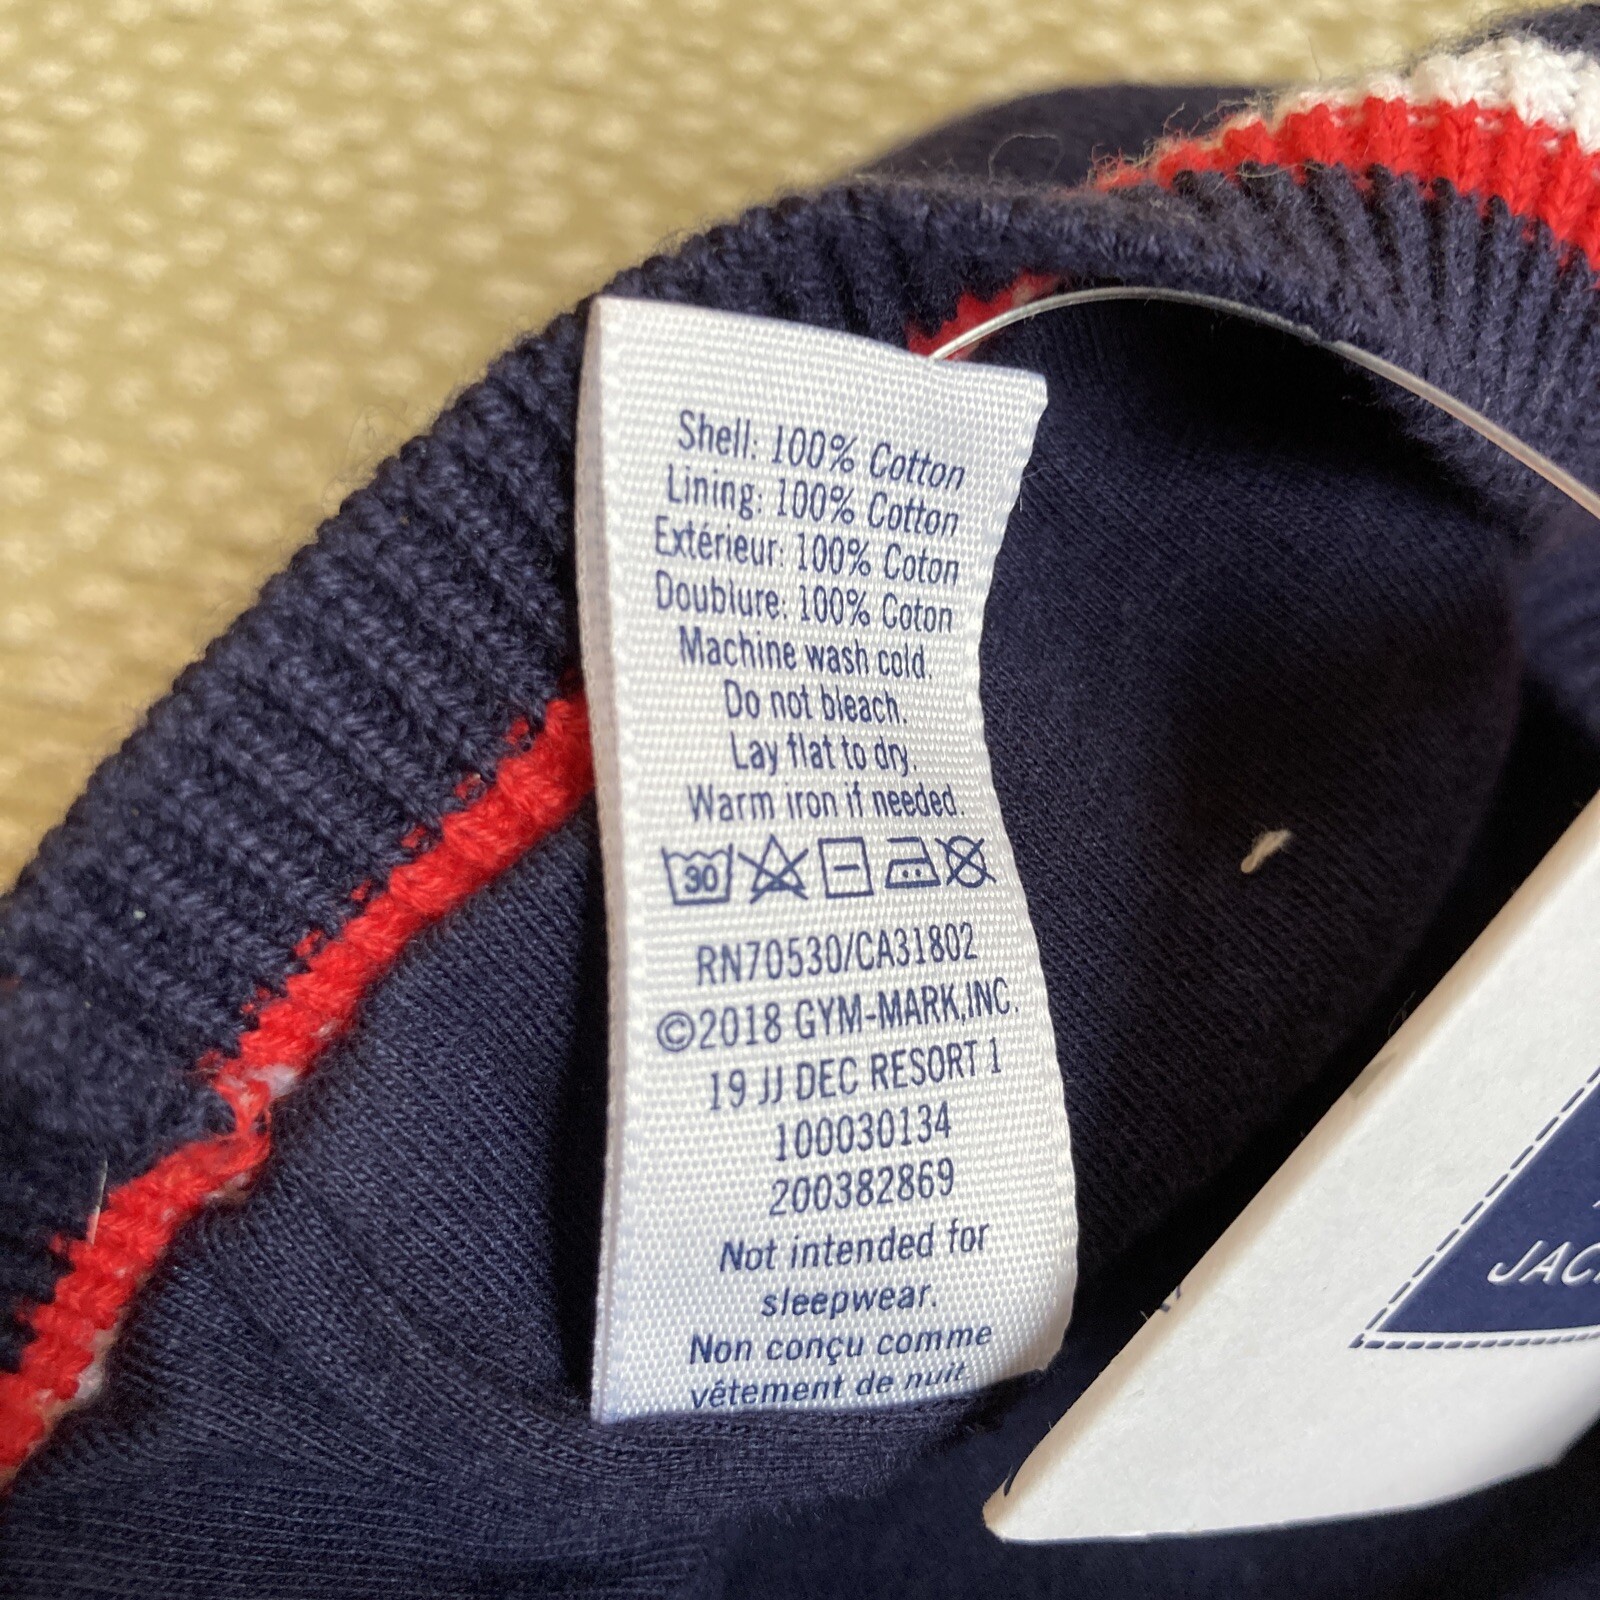 Shell: 100% Cotton
Lining: 100% Cotton
Extérieur: 100% Coton
Doublure: 100% Coton
Machine wash cold.
Do not bleach.
Lay flat to dry.
Warm iron if needed.
30
RN70530/CA31802
©2018 GYM-MARK,INC.
19 JJ DEC RESORT 1
100030134
200382869
Not intended for
sleepwear.
Non conçu comme
vêtement de nuit.